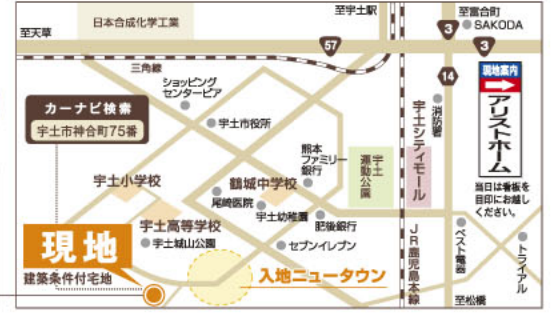 至宇土駅
至富合町
SAKODA
日本合成化学工業
至天草
57
3
3
三角線
ショッピング
センターピア
14
現地案内
アリストホーム
当日は看板を
目印にお越し
ください。
カーナビ検索
宇土市神合町75番
宇土市役所
消防署
宇土シティモール
熊本
ファミリー
銀行
宇土
運動公園
宇土小学校
鶴城中学校
尾崎医院
宇土幼稚園
肥後銀行
宇土高等学校
宇土城山公園
セブンイレブン
JR鹿児島本線
ベスト電器
トライアル
現地
建築条件付宅地
入地ニュータウン
至松橋